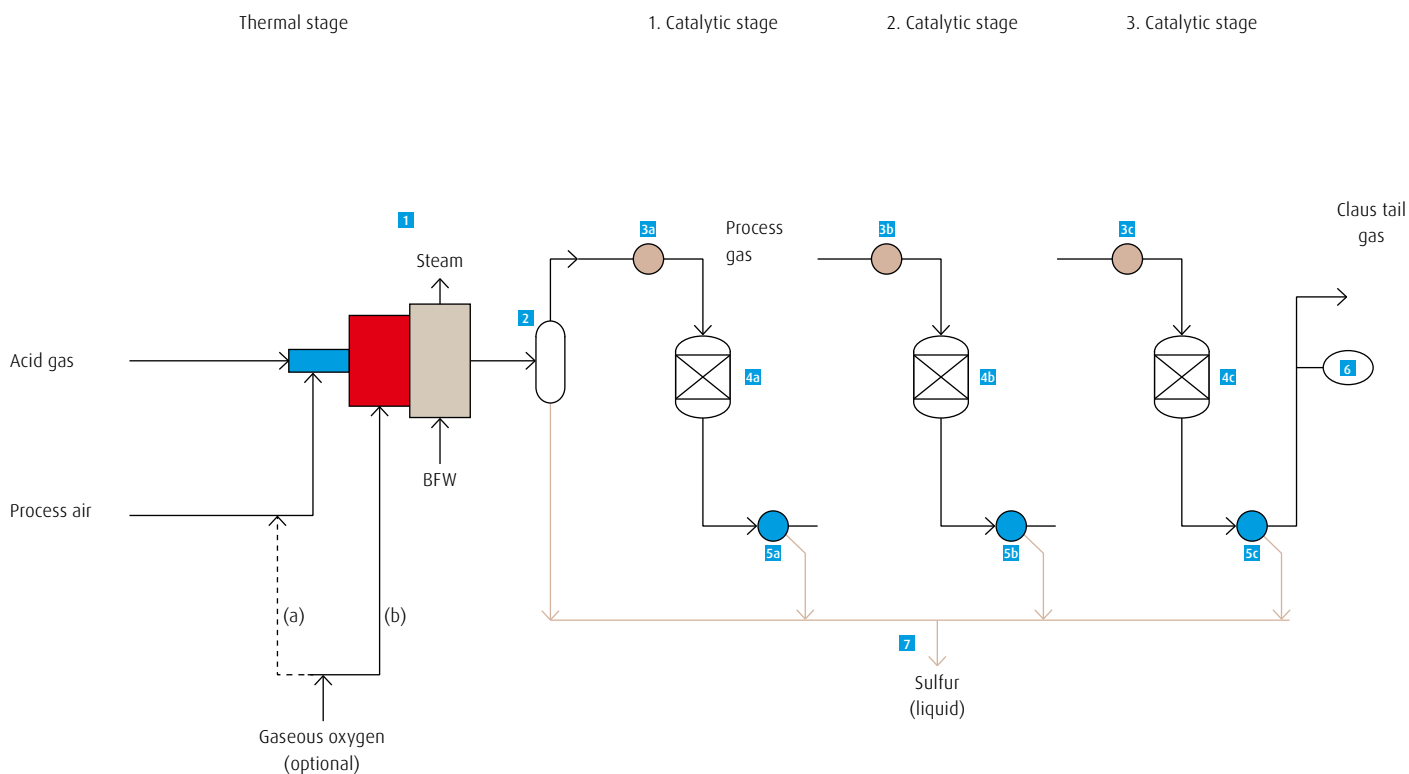 Thermal stage
1. Catalytic stage
2. Catalytic stage
3. Catalytic stage
1
Steam
2
3a
Process
gas
3b
3c
Claus tail
gas
Acid gas
4a
4b
4c
6
BFW
Process air
5a
5b
5c
(a)
(b)
7
Sulfur
(liquid)
Gaseous oxygen
(optional)